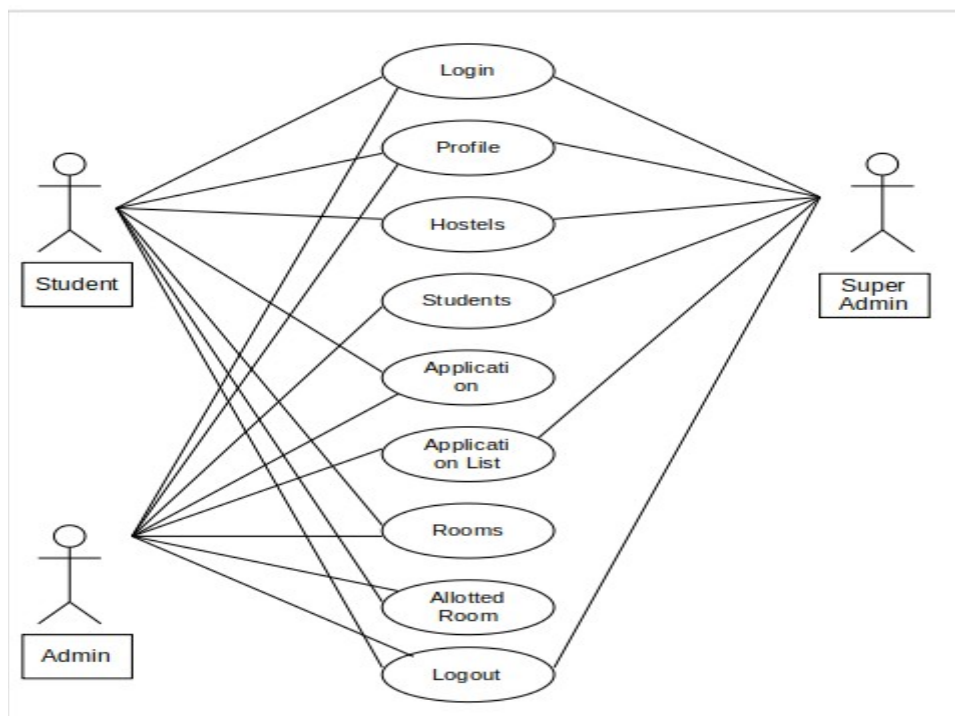 Login
Profile
Hostels
Students
Applicati
on
Applicati
on List
Rooms
Allotted
Room
Logout
Student
Admin
Super
Admin